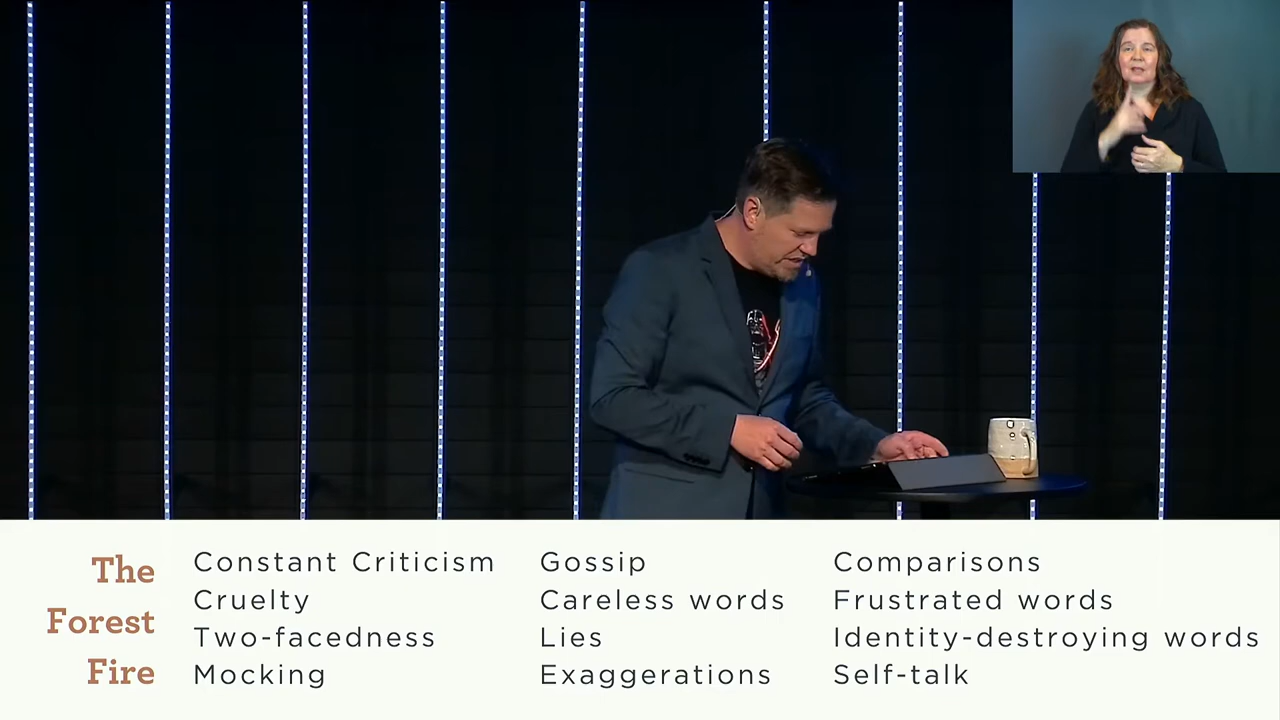 The
Forest
Fire
Constant Criticism
Cruelty
Two-facedness
Mocking
Gossip
Careless words
Lies
Exaggerations
Comparisons
Frustrated words
Identity-destroying words
Self-talk